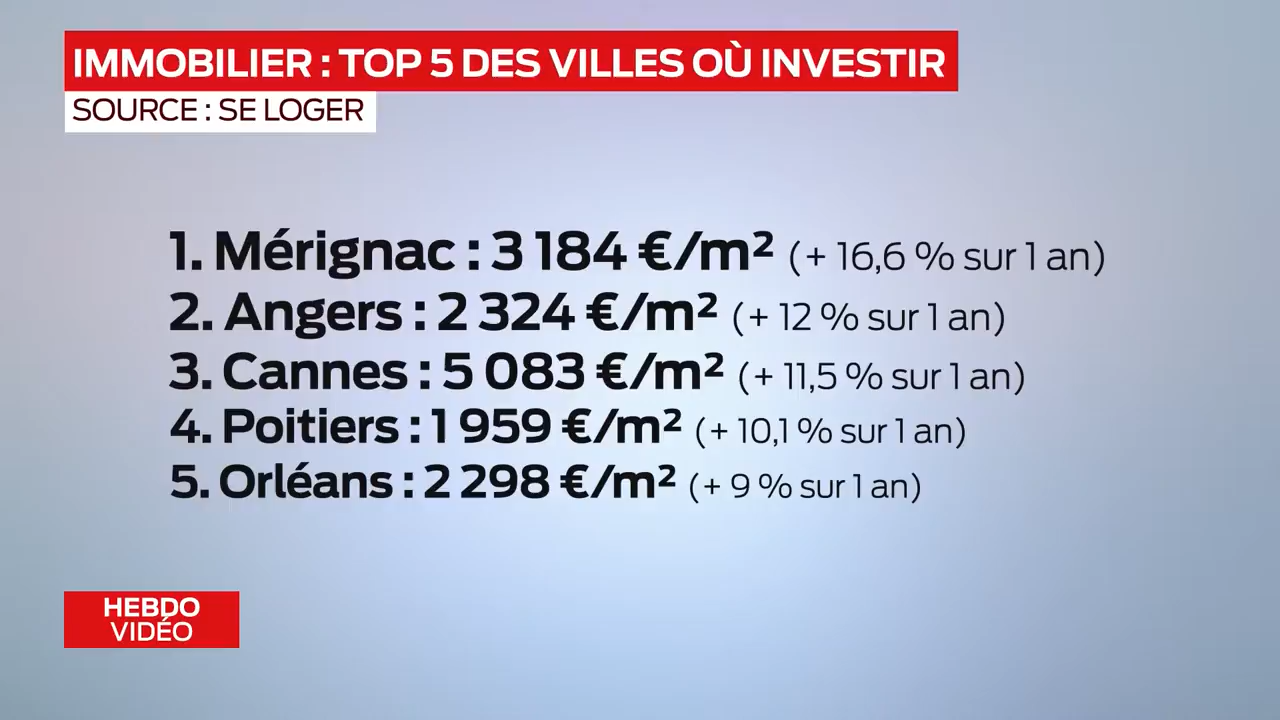 IMMOBILIER : TOP 5 DES VILLES OÙ INVESTIR
SOURCE : SE LOGER
1. Mérignac : 3 184 €/m² (+ 16,6 % sur 1 an)
2. Angers : 2 324 €/m² (+ 12 % sur 1 an)
3. Cannes : 5 083 €/m² (+ 11,5 % sur 1 an)
4. Poitiers : 1 959 €/m² (+ 10,1 % sur 1 an)
5. Orléans : 2 298 €/m² (+ 9 % sur 1 an)
HEBDO
VIDÉO